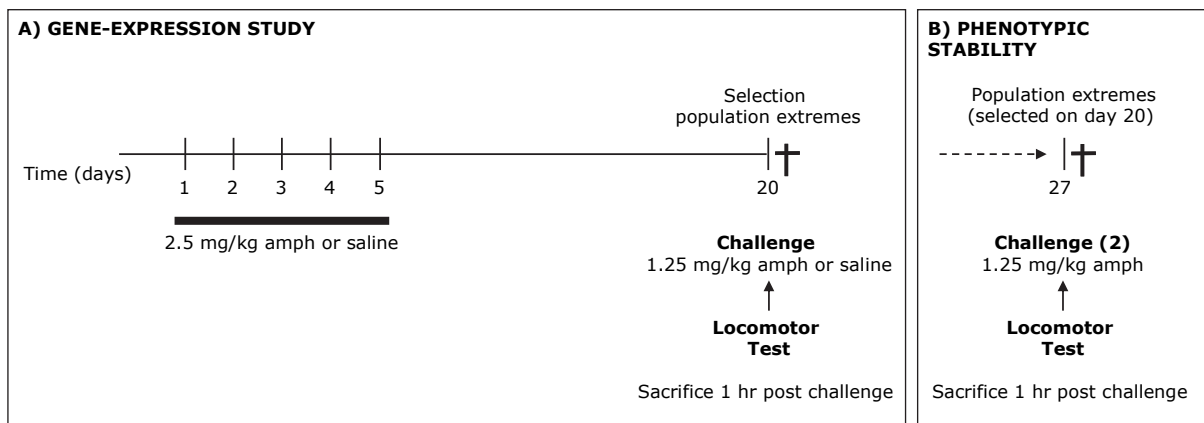 A) GENE-EXPRESSION STUDY
Selection
population extremes
Time (days)
1 2 3 4 5 20
2.5 mg/kg amph or saline
Challenge
1.25 mg/kg amph or saline
Locomotor
Test
Sacrifice 1 hr post challenge
B) PHENOTYPIC
STABILITY
Population extremes
(selected on day 20)
27
Challenge (2)
1.25 mg/kg amph
Locomotor
Test
Sacrifice 1 hr post challenge